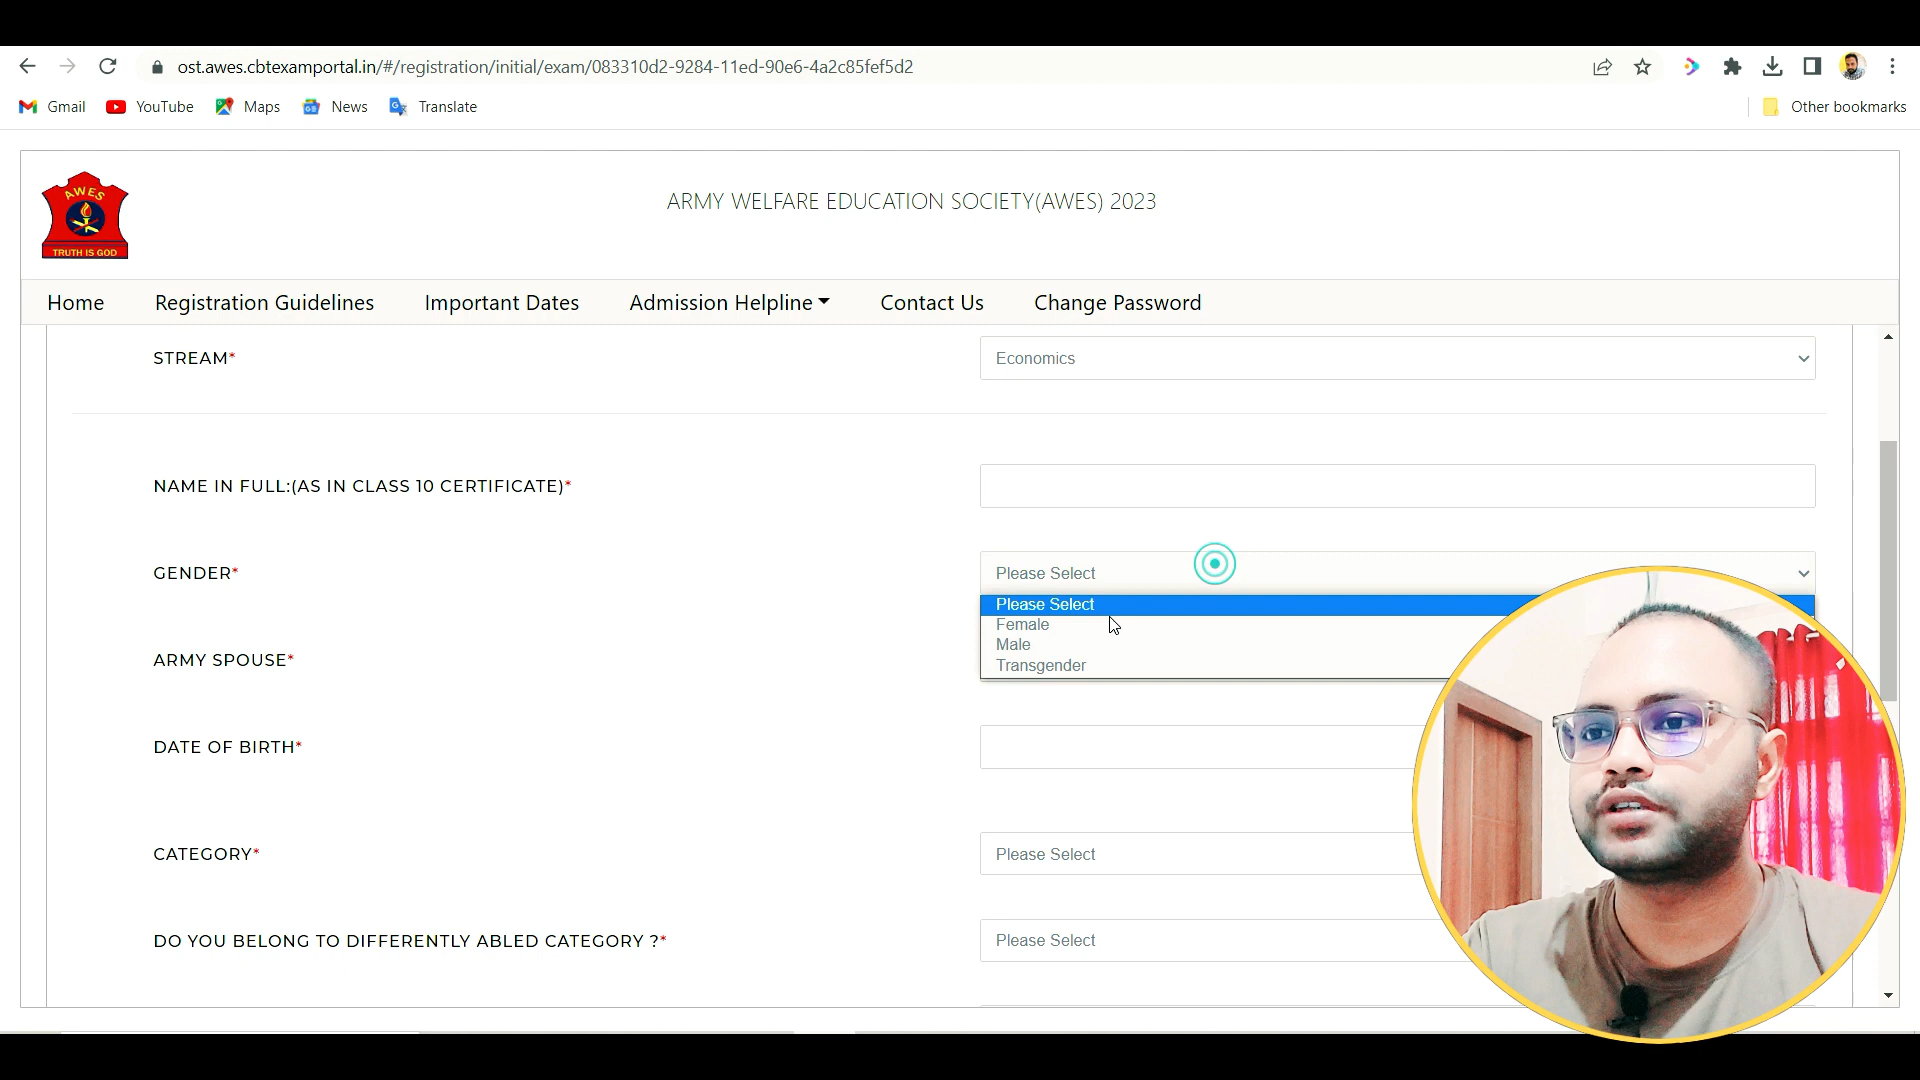 ost.awes.cbtexamportal.in/#/registration/initial/exam/083310d2-9284-11ed-90e6-4a2c85fef5d2
Gmail YouTube Maps News Translate Other bookmarks
AWES
TRUTH IS GOD
ARMY WELFARE EDUCATION SOCIETY(AWES) 2023
Home Registration Guidelines Important Dates Admission Helpline Contact Us Change Password
STREAM* Economics
NAME IN FULL:(AS IN CLASS 10 CERTIFICATE)*
GENDER* Please Select
Please Select
Female
Male
Transgender
ARMY SPOUSE*
DATE OF BIRTH*
CATEGORY* Please Select
DO YOU BELONG TO DIFFERENTLY ABLED CATEGORY ?* Please Select